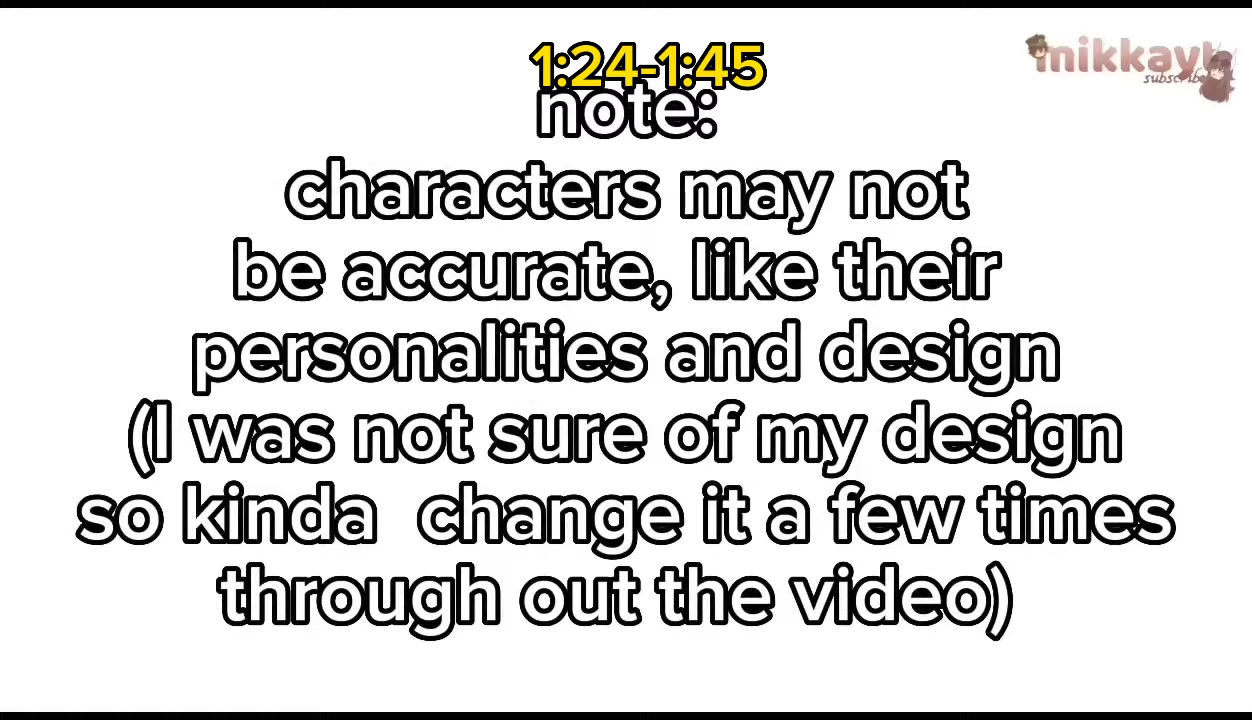 1:24-1:45
note:
characters may not
be accurate, like their
personalities and design
(I was not sure of my design
so kinda change it a few times
through out the video)
subscribe